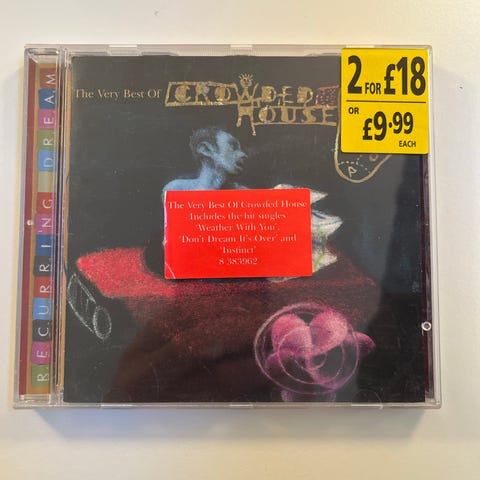 RECURRING DREAM
The Very Best Of CROWDED HOUSE
2 FOR £18
OR
£9.99
EACH
The Very Best Of Crowded House
Includes the hit singles
'Weather With You',
'Don't Dream It's Over' and
'Instinct'
8 383962